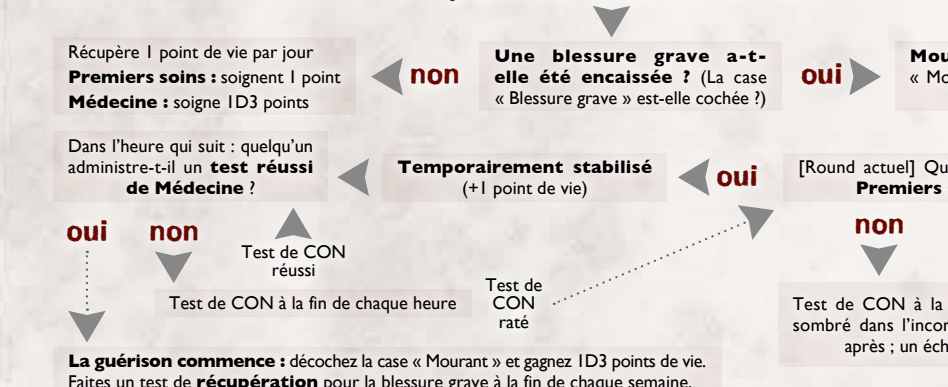 Récupère 1 point de vie par jour
Premiers soins : soignent 1 point
Médecine : soigne 1D3 points
non
Une blessure grave a-t-
elle été encaissée ? (La case
« Blessure grave » est-elle cochée ?)
oui
Dans l'heure qui suit : quelqu'un
administre-t-il un test réussi
de Médecine ?
Temporairement stabilisé
(+1 point de vie)
oui
[Round actuel]
Premiers
oui
non
Test de CON
réussi
non
Test de CON à la fin de chaque heure
Test de
CON
raté
Test de CON à la
sombré dans
après ; un
La guérison commence : décochez la case « Mourant » et gagnez 1D3 points de vie.
Faites un test de récupération pour la blessure grave à la fin de chaque semaine.